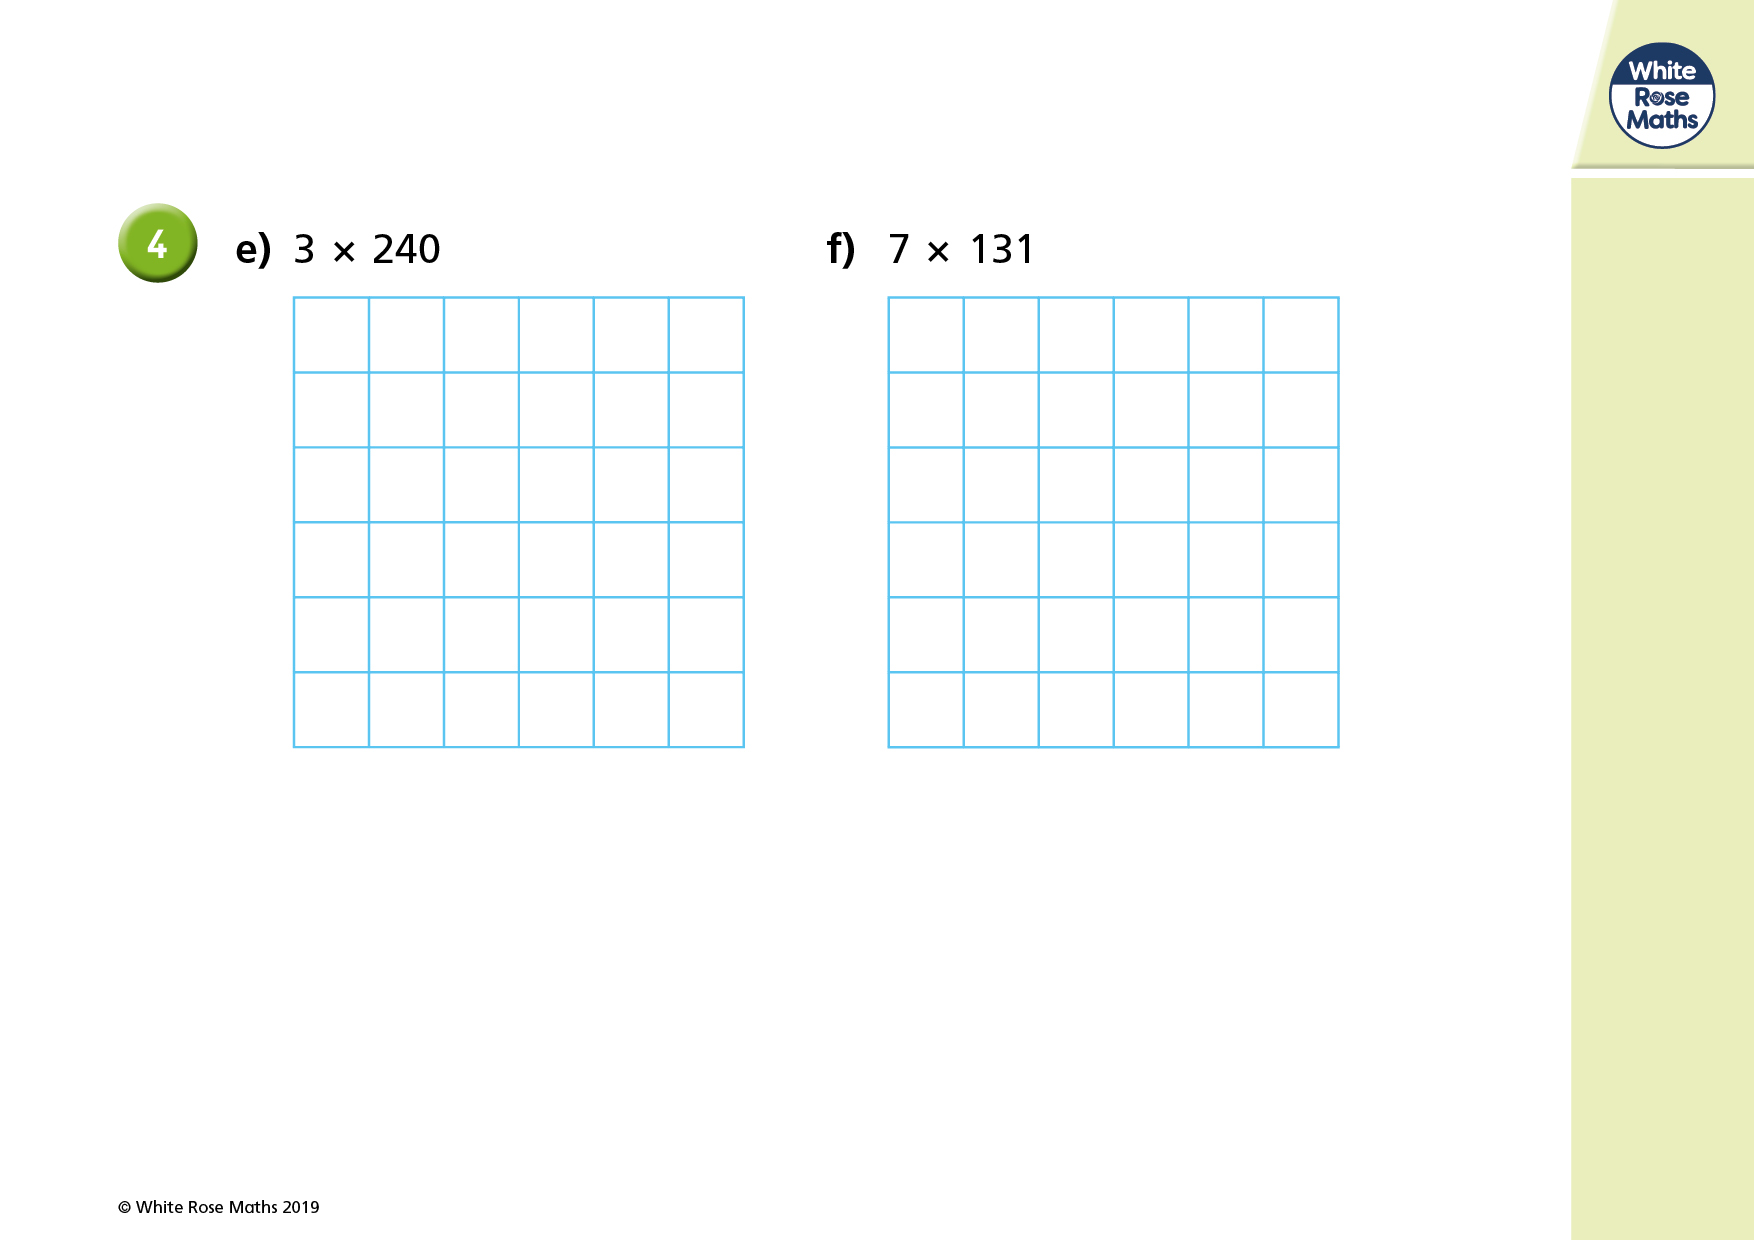 White
Rose
Maths
4 e) 3 × 240 f) 7 × 131
© White Rose Maths 2019